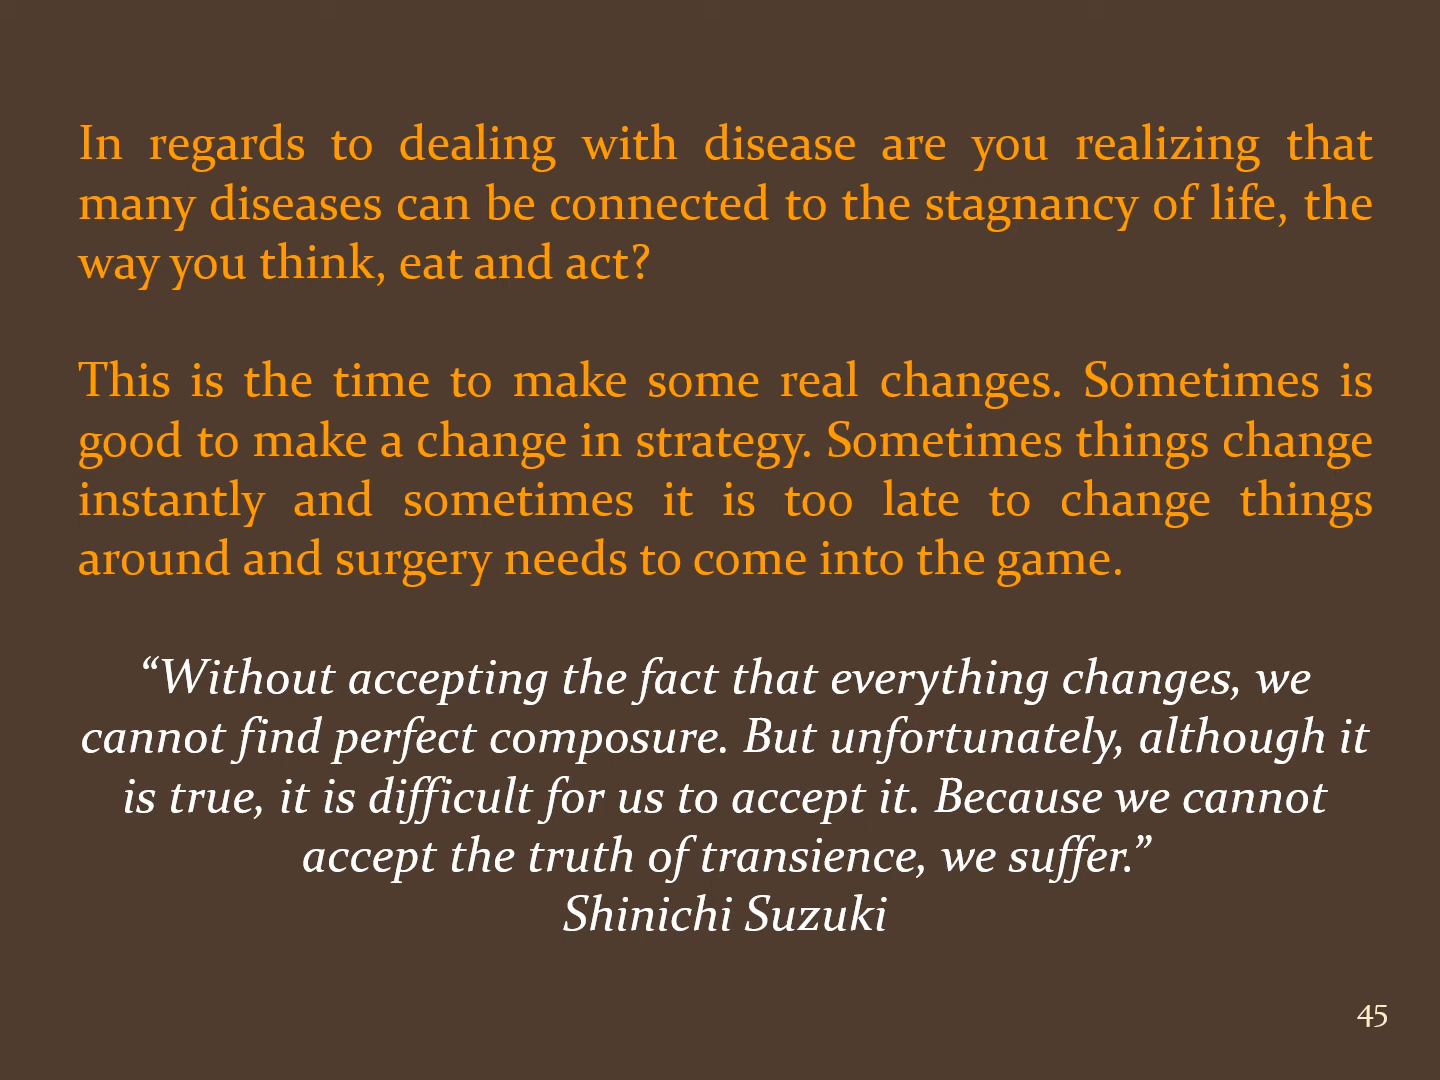 In regards to dealing with disease are you realizing that
many diseases can be connected to the stagnancy of life, the
way you think, eat and act?
This is the time to make some real changes. Sometimes is
good to make a change in strategy. Sometimes things change
instantly and sometimes it is too late to change things
around and surgery needs to come into the game.
“Without accepting the fact that everything changes, we
cannot find perfect composure. But unfortunately, although it
is true, it is difficult for us to accept it. Because we cannot
accept the truth of transience, we suffer.”
Shinichi Suzuki
45